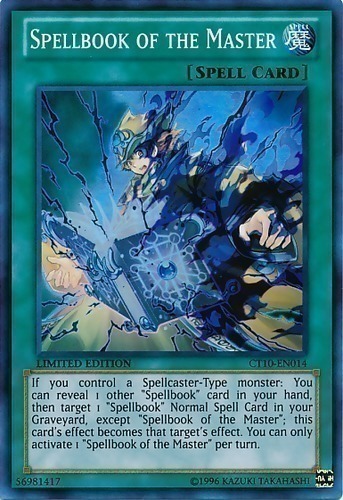 Spellbook of the Master 魔
[Spell Card]
LIMITED EDITION CT10-EN014
If you control a Spellcaster-Type monster: You
can reveal 1 other "Spellbook" card in your hand,
then target 1 "Spellbook" Normal Spell Card in your
Graveyard, except "Spellbook of the Master"; this
card's effect becomes that target's effect. You can only
activate 1 "Spellbook of the Master" per turn.
56981417 ©1996 KAZUKI TAKAHASHI